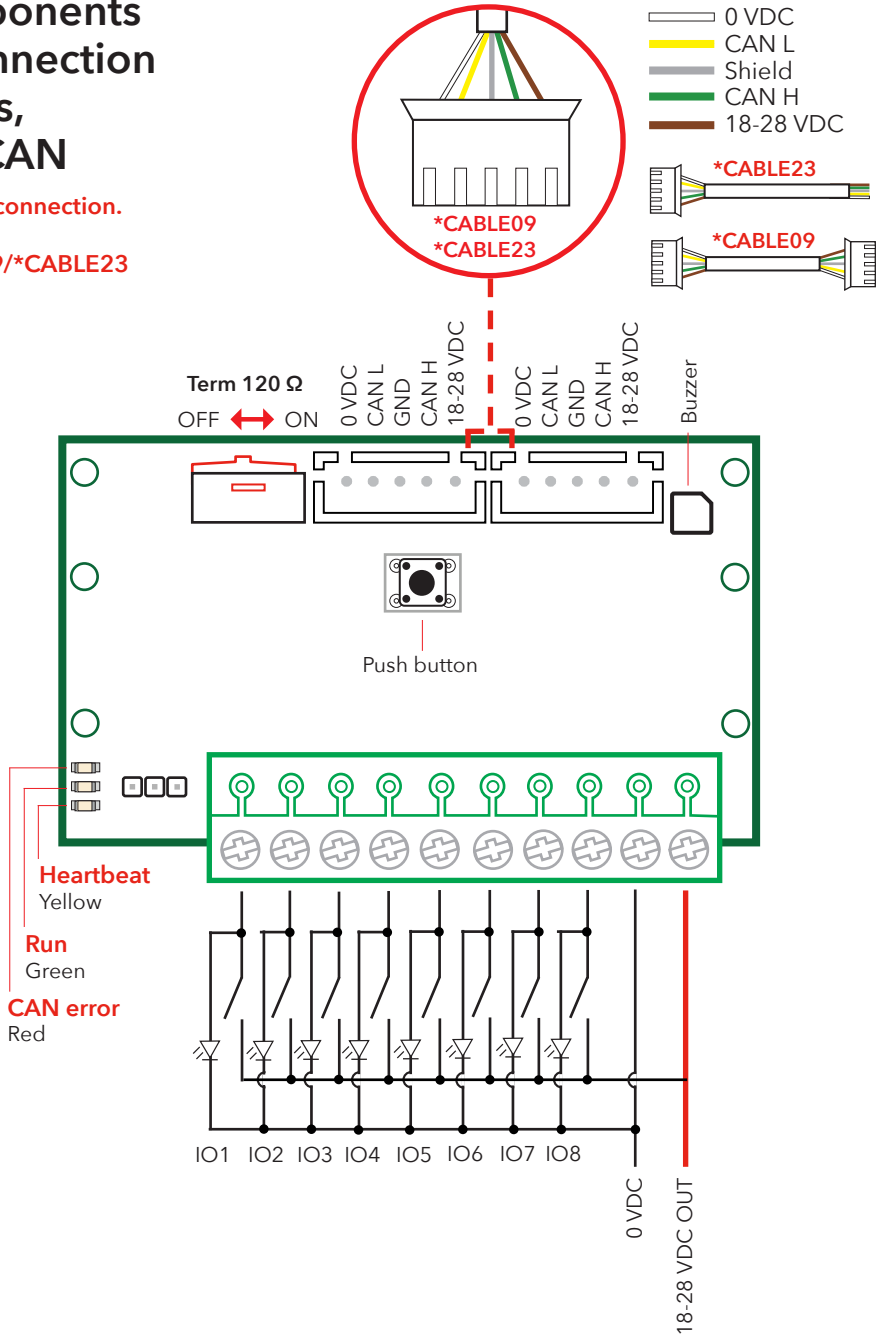 nnection
CAN
connection.
/*CABLE23
0 VDC
CAN L
Shield
CAN H
18-28 VDC
*CABLE09
*CABLE23
*CABLE23
*CABLE09
Term 120 Ω
OFF ON
0 VDC
CAN L
GND
CAN H
18-28 VDC
0 VDC
CAN L
GND
CAN H
18-28 VDC
Buzzer
Push button
Heartbeat
Yellow
Run
Green
CAN error
Red
IO1 IO2 IO3 IO4 IO5 IO6 IO7 IO8
0 VDC
18-28 VDC OUT